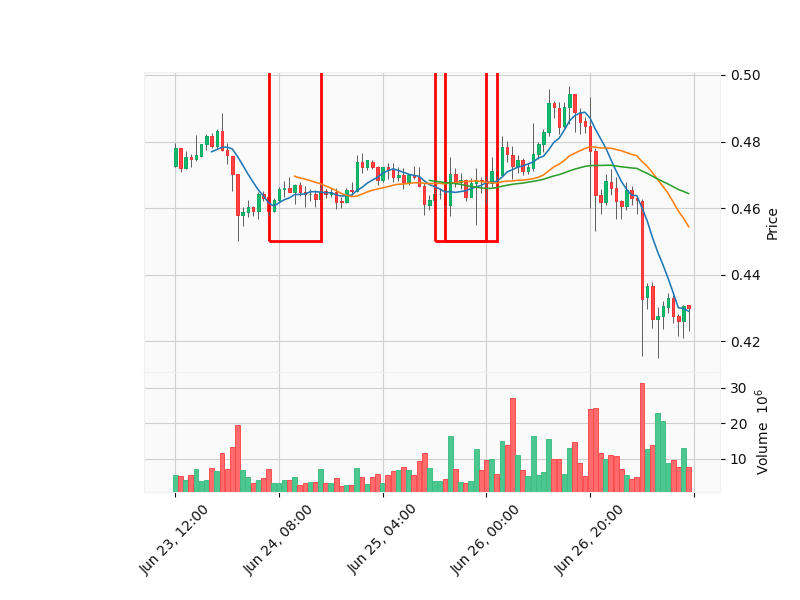 0.50
0.48
0.46
0.44
0.42
Price
30
20
10
Volume 10⁶
Jun 23, 12:00
Jun 24, 08:00
Jun 25, 04:00
Jun 26, 00:00
Jun 26, 20:00